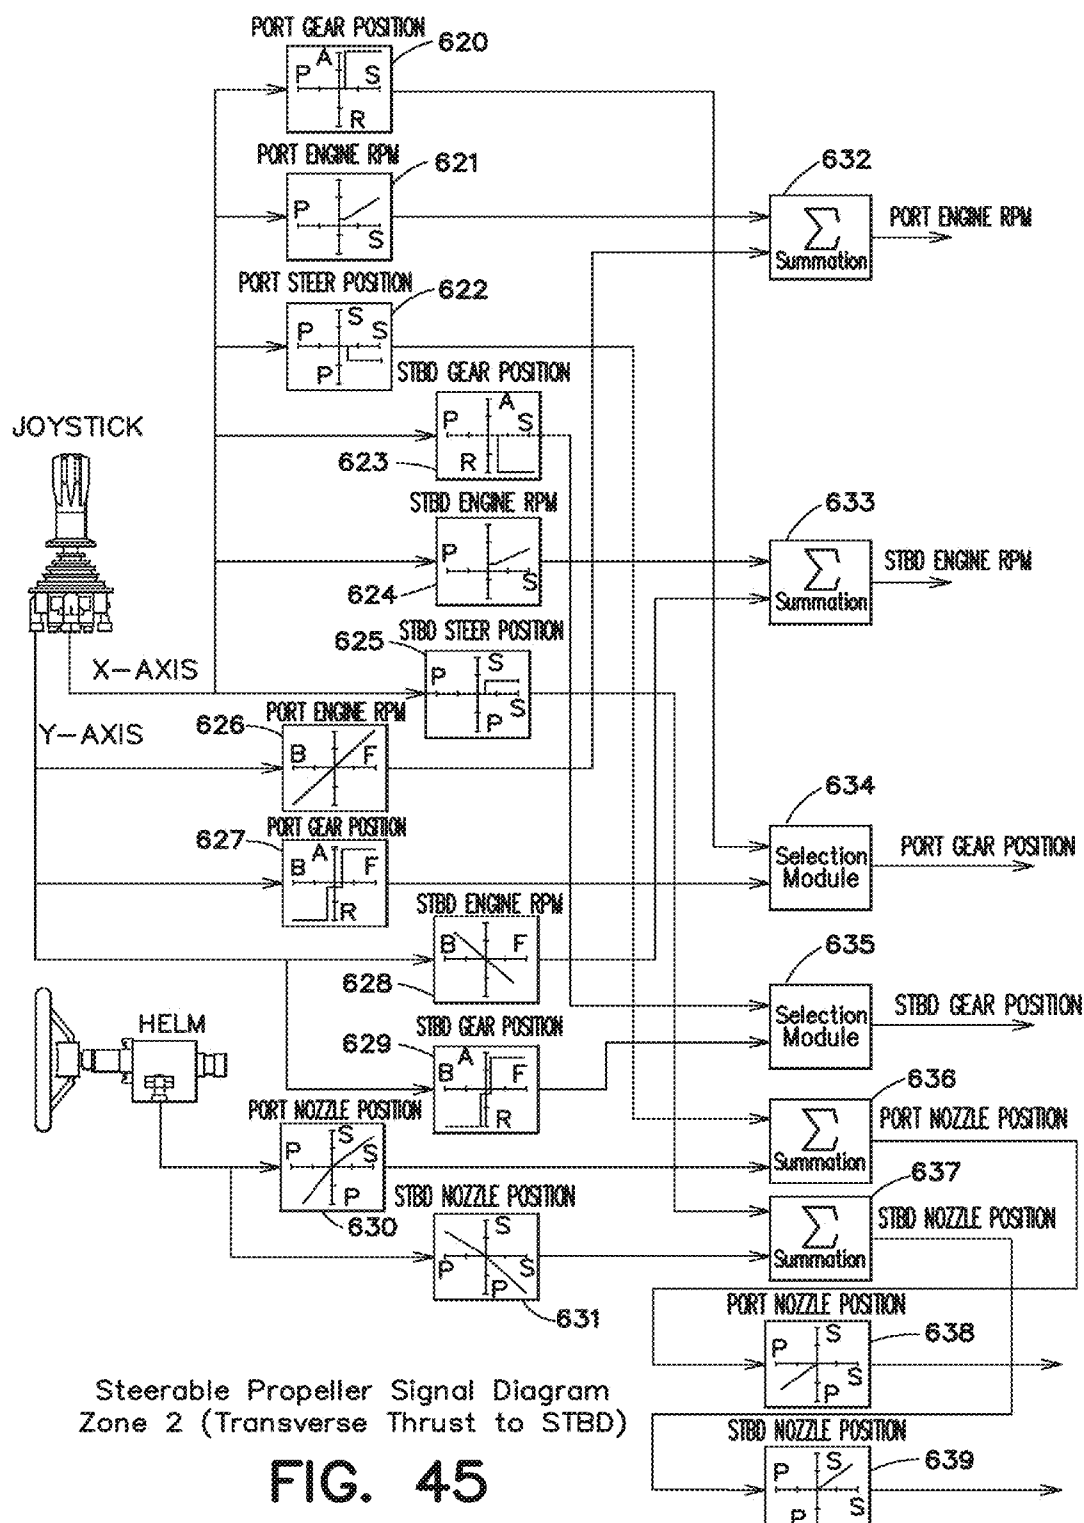 PORT GEAR POSITION
620
P A S
R
PORT ENGINE RPM
621
P
S
632
Σ
Summation
PORT ENGINE RPM
PORT STEER POSITION
622
P S S
P
STBD GEAR POSITION
A
P S
R
623
JOYSTICK
STBD ENGINE RPM
P
S
624
633
Σ
Summation
STBD ENGINE RPM
STBD STEER POSITION
625
S
P
S
P
X-AXIS
Y-AXIS
PORT ENGINE RPM
626
B F
634
Selection
Module
PORT GEAR POSITION
PORT GEAR POSITION
627
A
B F
R
STBD ENGINE RPM
B F
628
635
Selection
Module
STBD GEAR POSITION
HELM
STBD GEAR POSITION
629
A
B F
R
636
Σ
Summation
PORT NOZZLE POSITION
PORT NOZZLE POSITION
S
P S
P
630
STBD NOZZLE POSITION
S
P S
P
631
637
Σ
Summation
STBD NOZZLE POSITION
PORT NOZZLE POSITION
638
S
P
S
P
STBD NOZZLE POSITION
639
S
P
S
P
Steerable Propeller Signal Diagram
Zone 2 (Transverse Thrust to STBD)
FIG. 45